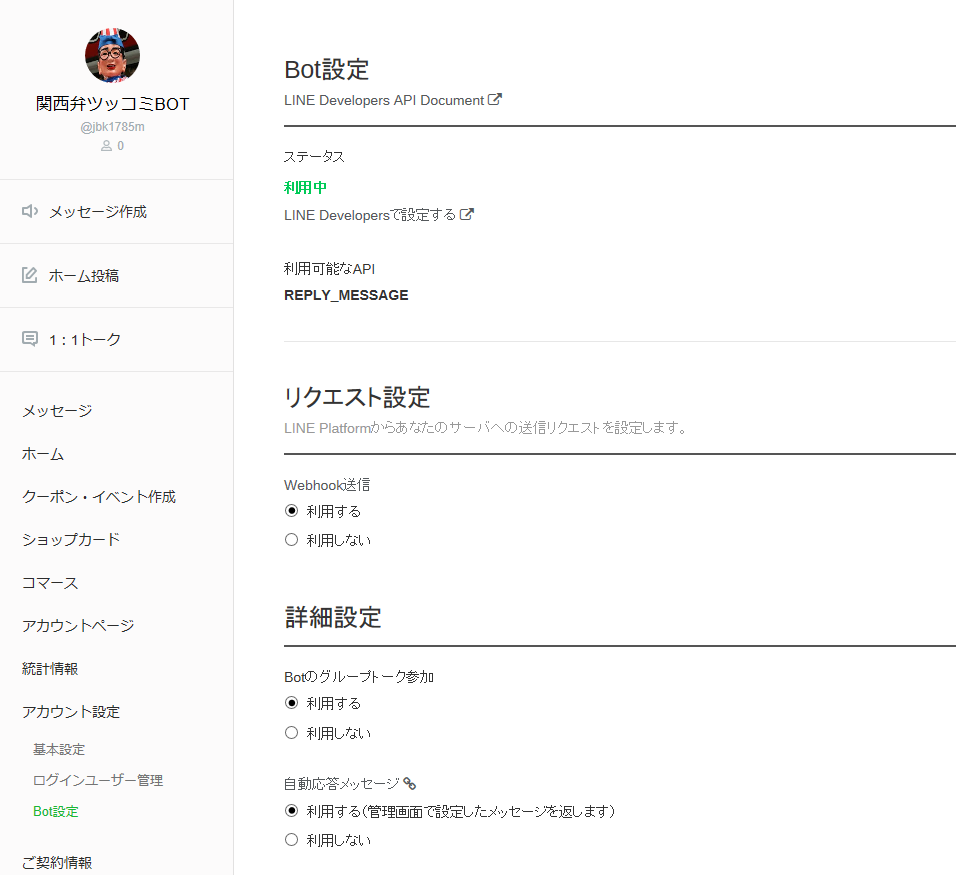 関西弁ツッコミBOT
@jbk1785m
0
メッセージ作成
ホーム投稿
1：1トーク
メッセージ
ホーム
クーポン・イベント作成
ショップカード
コマース
アカウントページ
統計情報
アカウント設定
基本設定
ログインユーザー管理
Bot設定
ご契約情報
Bot設定
LINE Developers API Document
ステータス
利用中
LINE Developersで設定する
利用可能なAPI
REPLY_MESSAGE
リクエスト設定
LINE Platformからあなたのサーバへの送信リクエストを設定します。
Webhook送信
利用する
利用しない
詳細設定
Botのグループトーク参加
利用する
利用しない
自動応答メッセージ
利用する(管理画面で設定したメッセージを返します)
利用しない